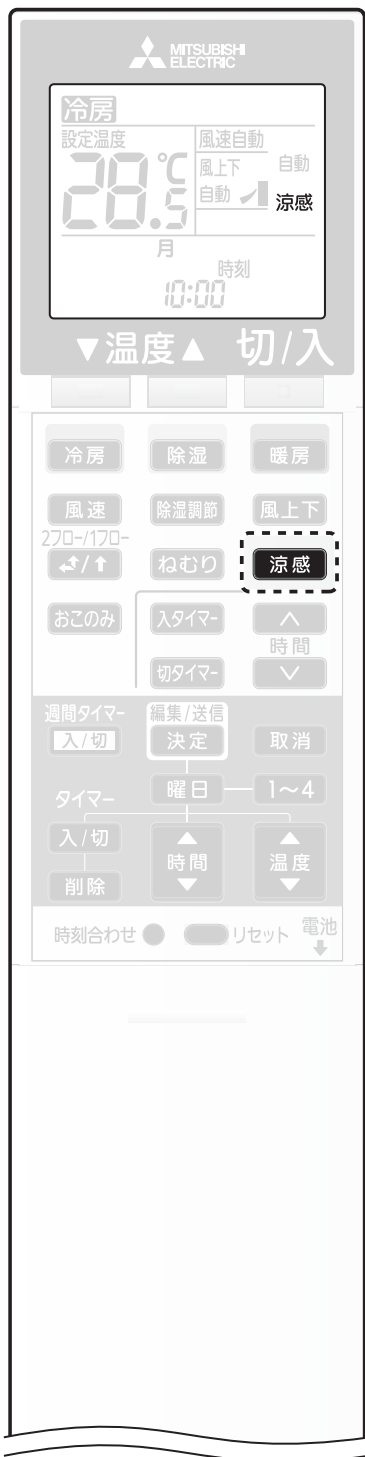 MITSUBISHI
ELECTRIC
冷房
設定温度 風速自動
28.5℃ 風上下 自動
自動 涼感
月
時刻
10:00
▼温度▲ 切/入
冷房 除湿 暖房
風速 除湿調節 風上下
2フロー/1フロー
ねむり 涼感
おこのみ 入タイマー
時間
切タイマー
週間タイマー 編集/送信
入/切 決定 取消
曜日 1〜4
タイマー
入/切 時間 温度
削除
時刻合わせ リセット 電池